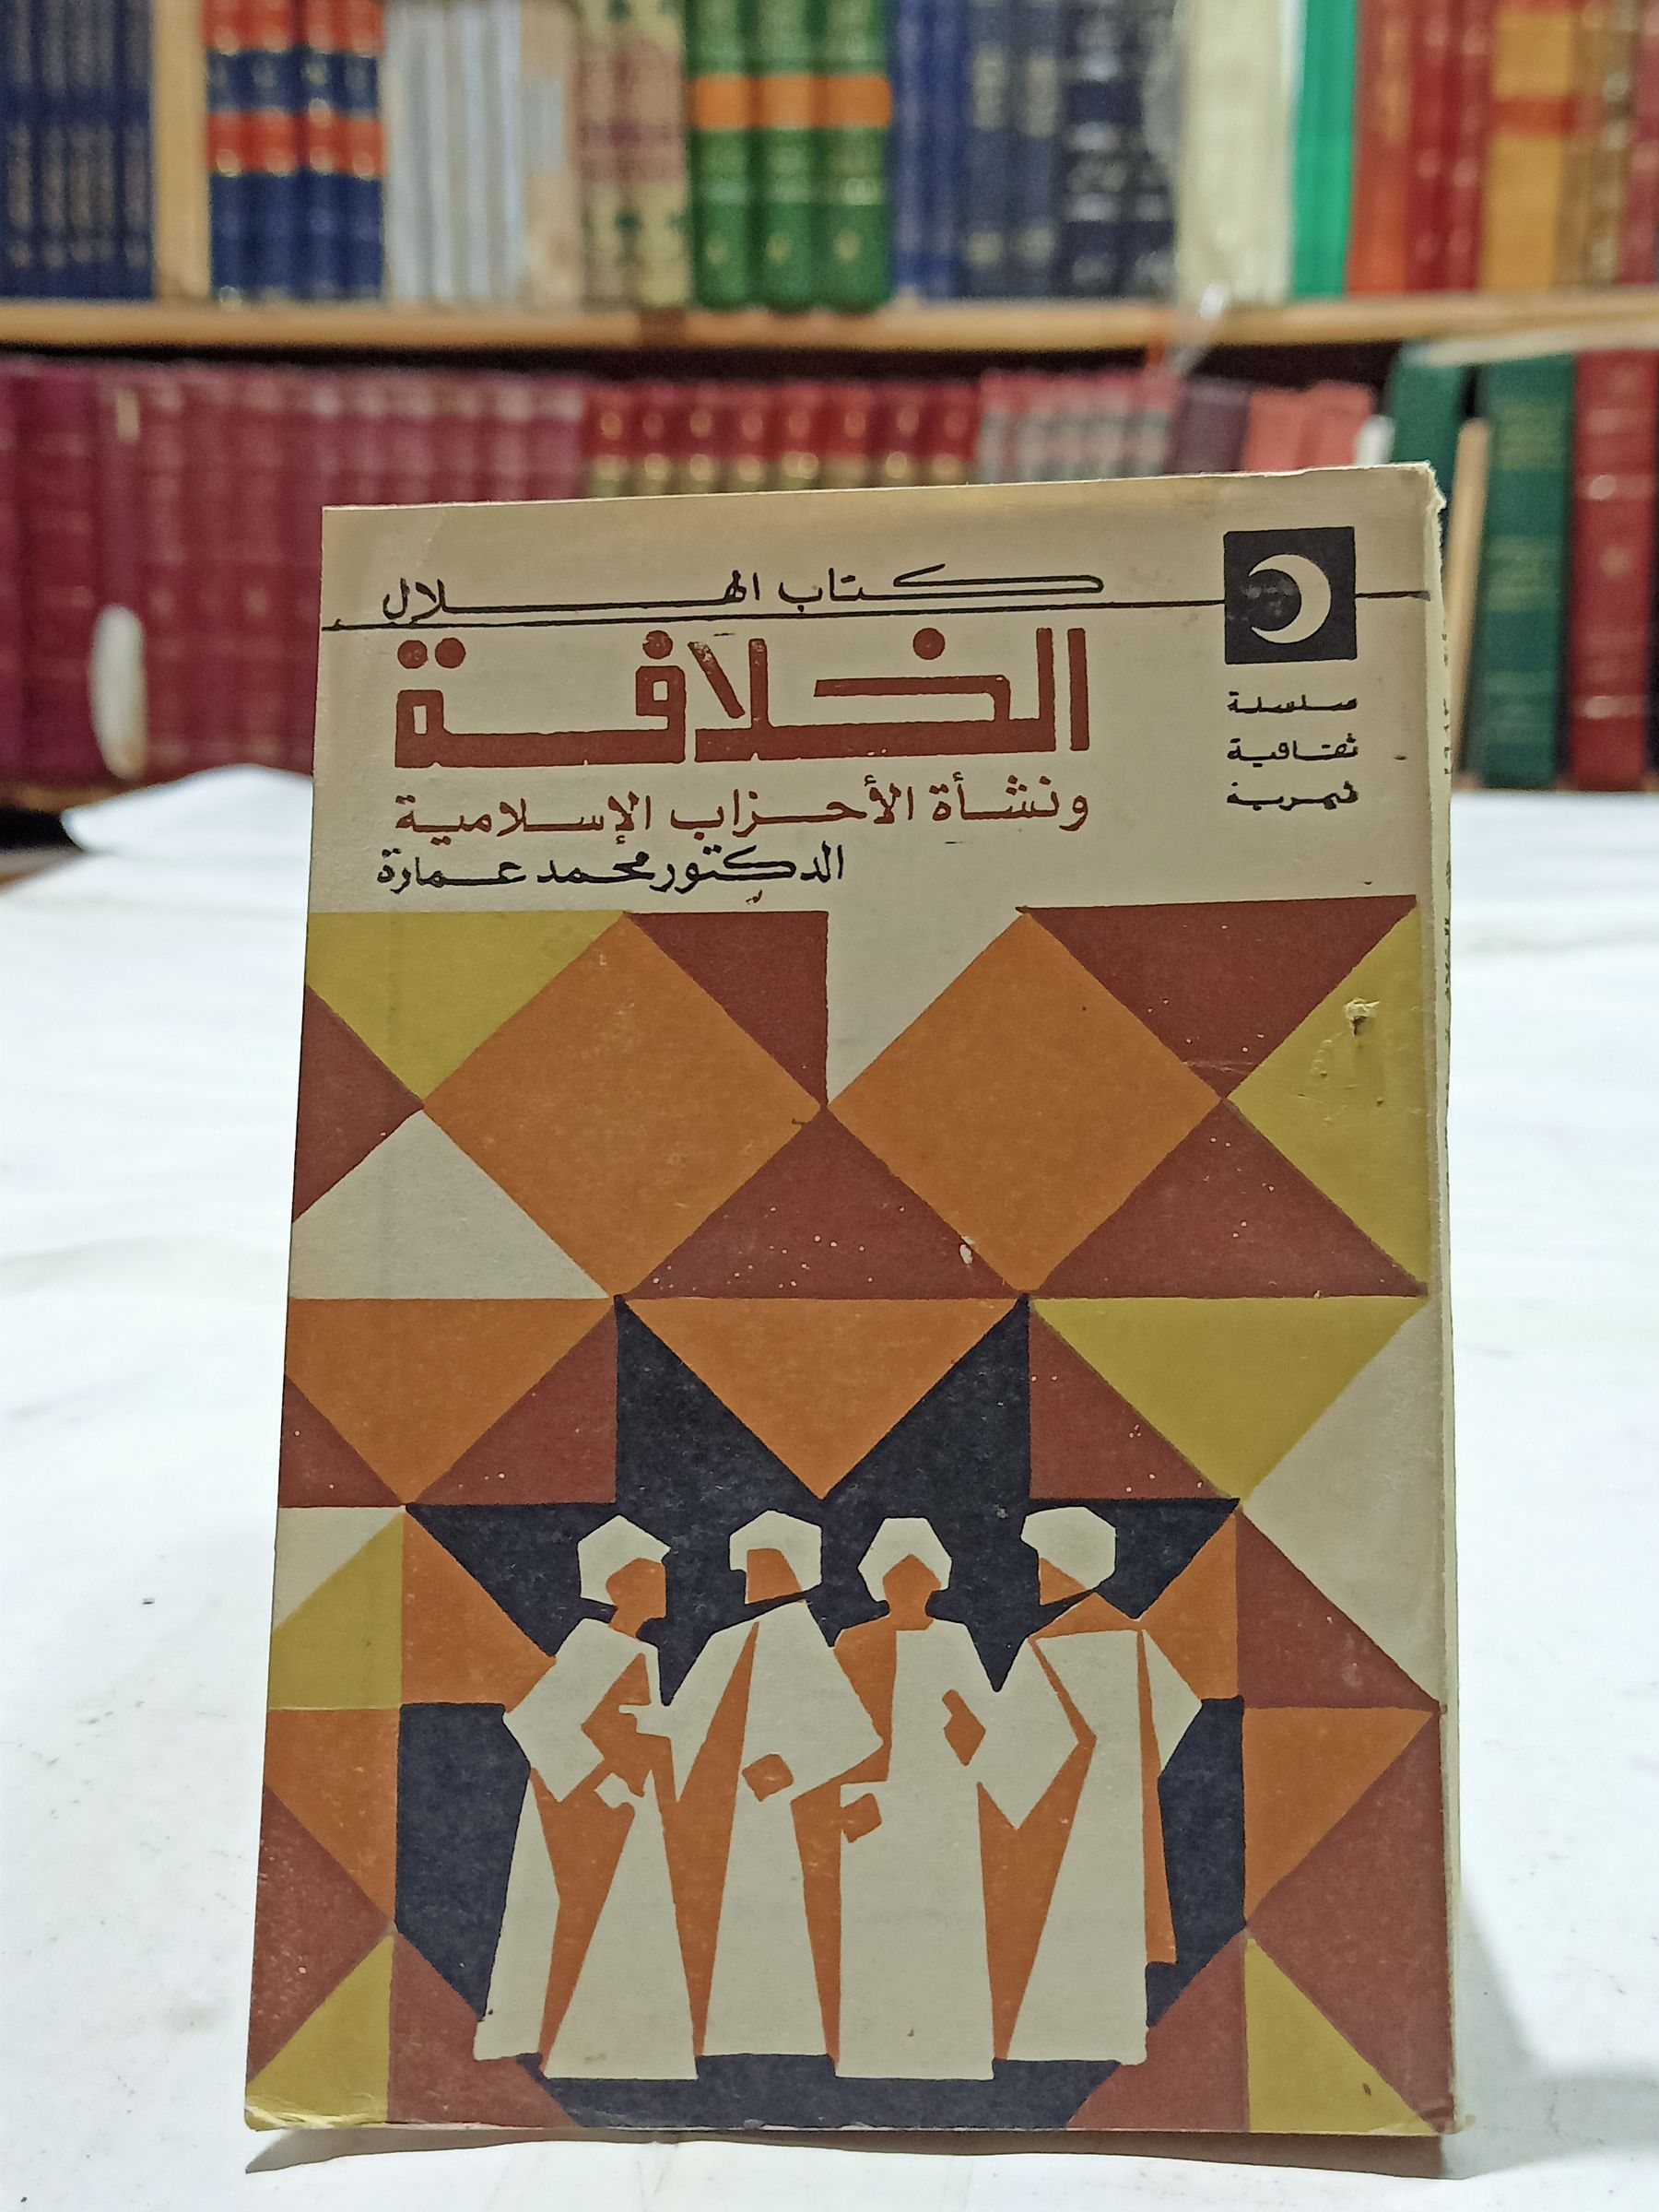 كتاب الهلال
سلسلة
ثقافية
شهرية
الخلافة
ونشأة الأحزاب الإسلامية
الدكتور محمد عمارة